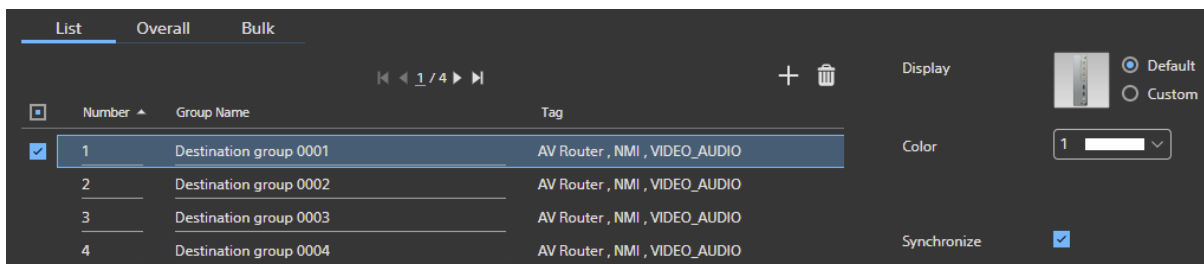 List Overall Bulk
1 / 4
Number Group Name Tag
1 Destination group 0001 AV Router , NMI , VIDEO_AUDIO
2 Destination group 0002 AV Router , NMI , VIDEO_AUDIO
3 Destination group 0003 AV Router , NMI , VIDEO_AUDIO
4 Destination group 0004 AV Router , NMI , VIDEO_AUDIO
Display
Default
Custom
Color 1
Synchronize